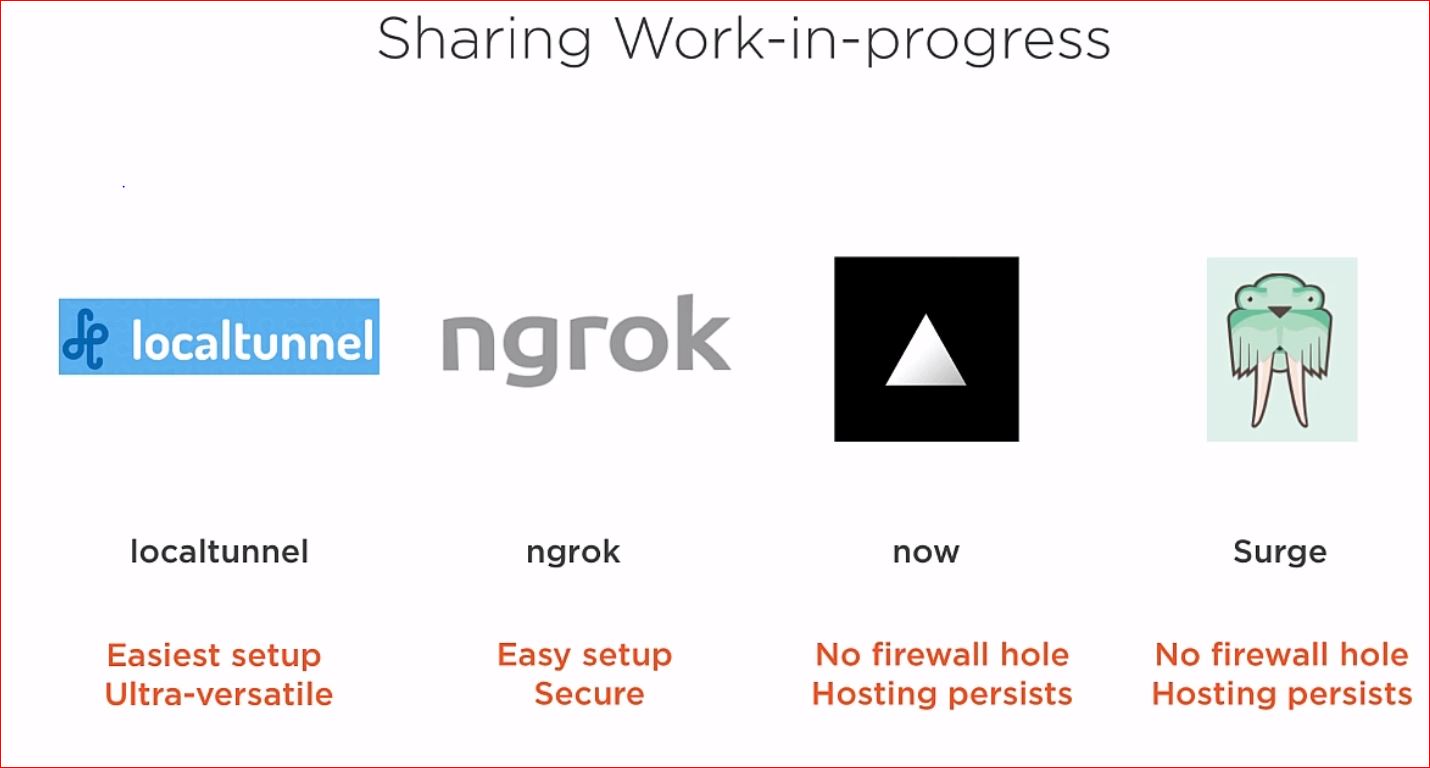 Sharing Work-in-progress
localtunnel
ngrok
localtunnel
ngrok
now
Surge
Easiest setup
Ultra-versatile
Easy setup
Secure
No firewall hole
Hosting persists
No firewall hole
Hosting persists